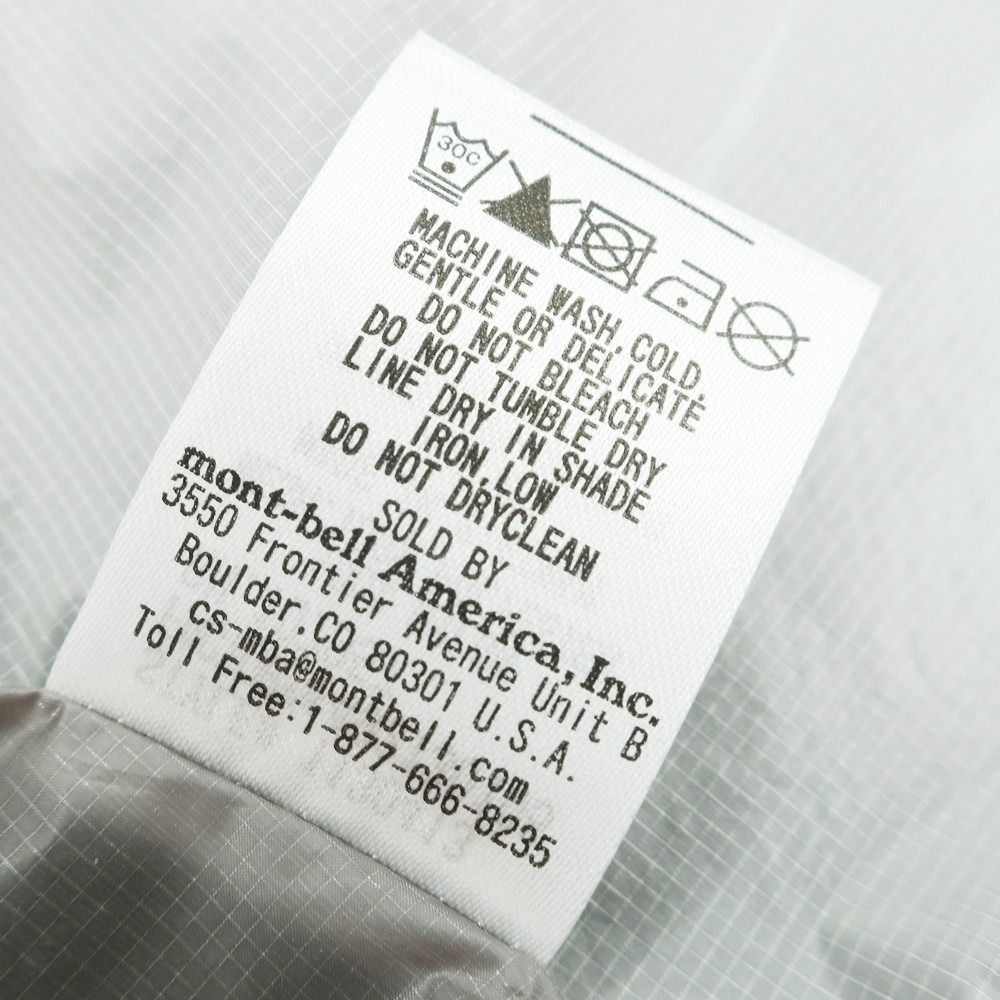 30C
MACHINE WASH,COLD,
GENTLE OR DELICATE
DO NOT BLEACH
DO NOT TUMBLE DRY
LINE DRY IN SHADE
IRON,LOW
DO NOT DRYCLEAN
SOLD BY
mont-bell America,Inc.
3550 Frontier Avenue Unit B
Boulder,CO 80301 U.S.A.
cs-mba@montbell.com
Toll Free:1-877-666-8235